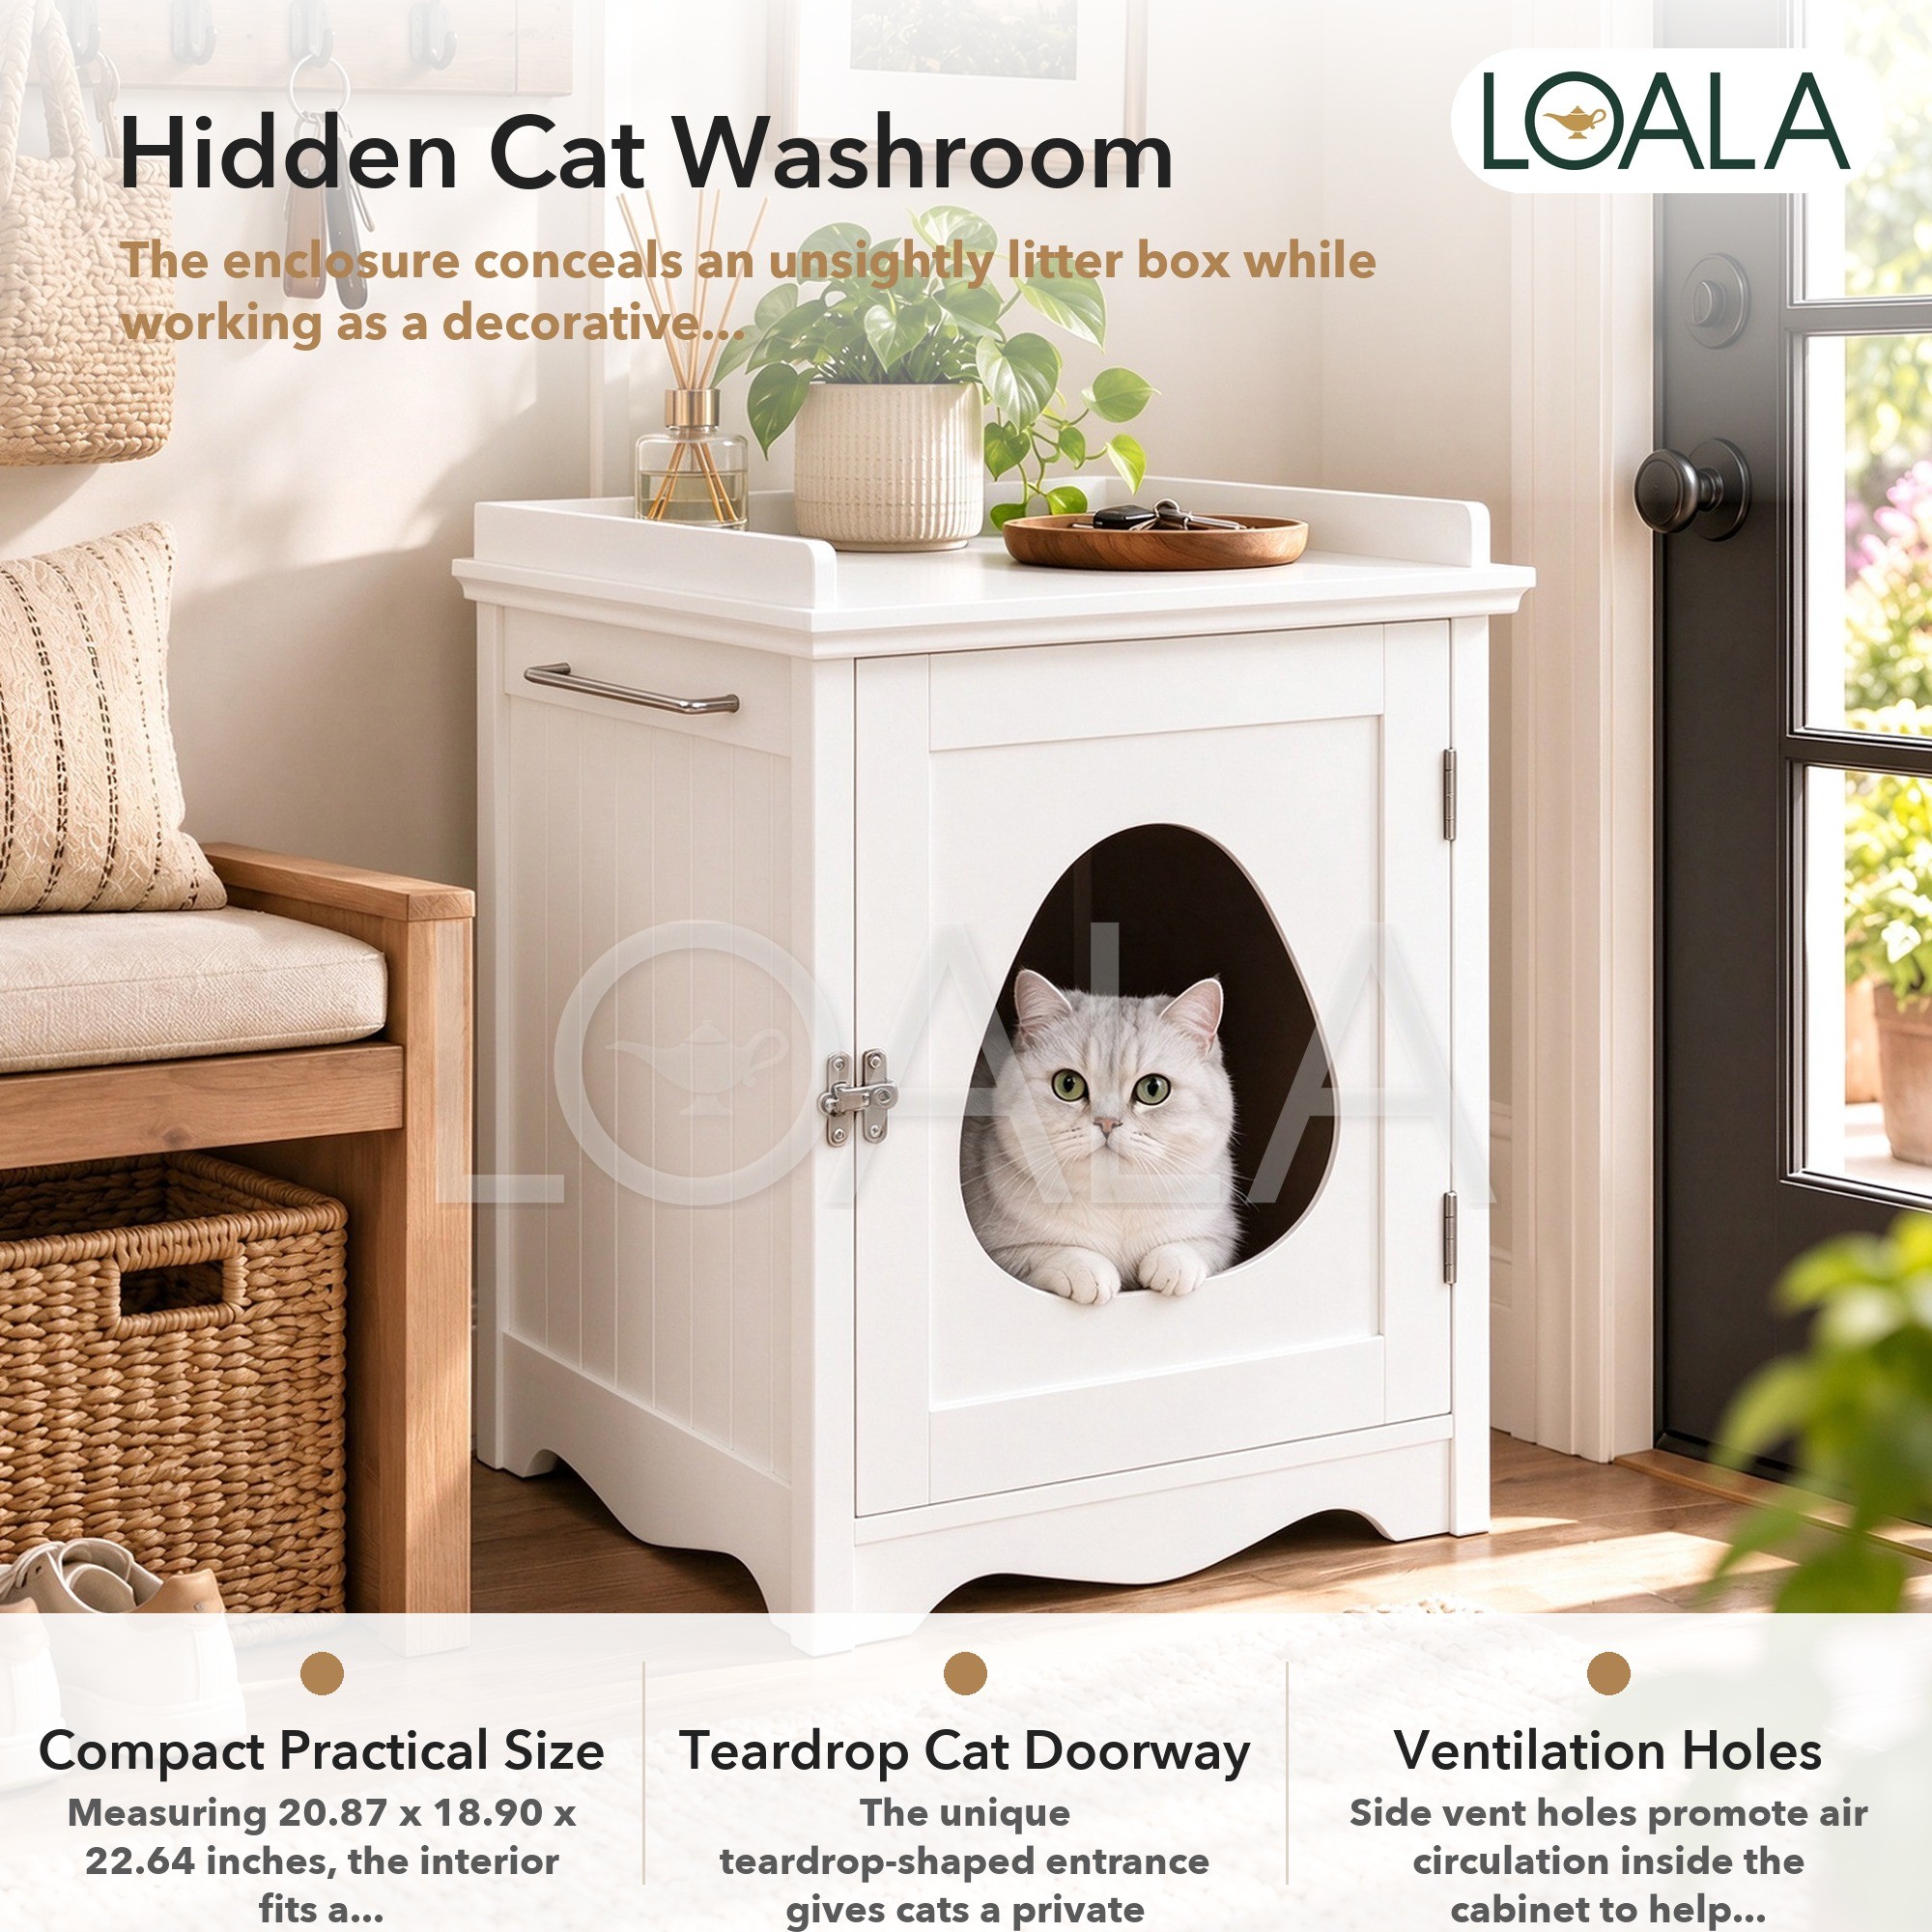 LOALA
Hidden Cat Washroom
The enclosure conceals an unsightly litter box while
working as a decorative...
LOALA
Compact Practical Size
Measuring 20.87 x 18.90 x
22.64 inches, the interior
fits a...
Teardrop Cat Doorway
The unique
teardrop-shaped entrance
gives cats a private
Ventilation Holes
Side vent holes promote air
circulation inside the
cabinet to help...